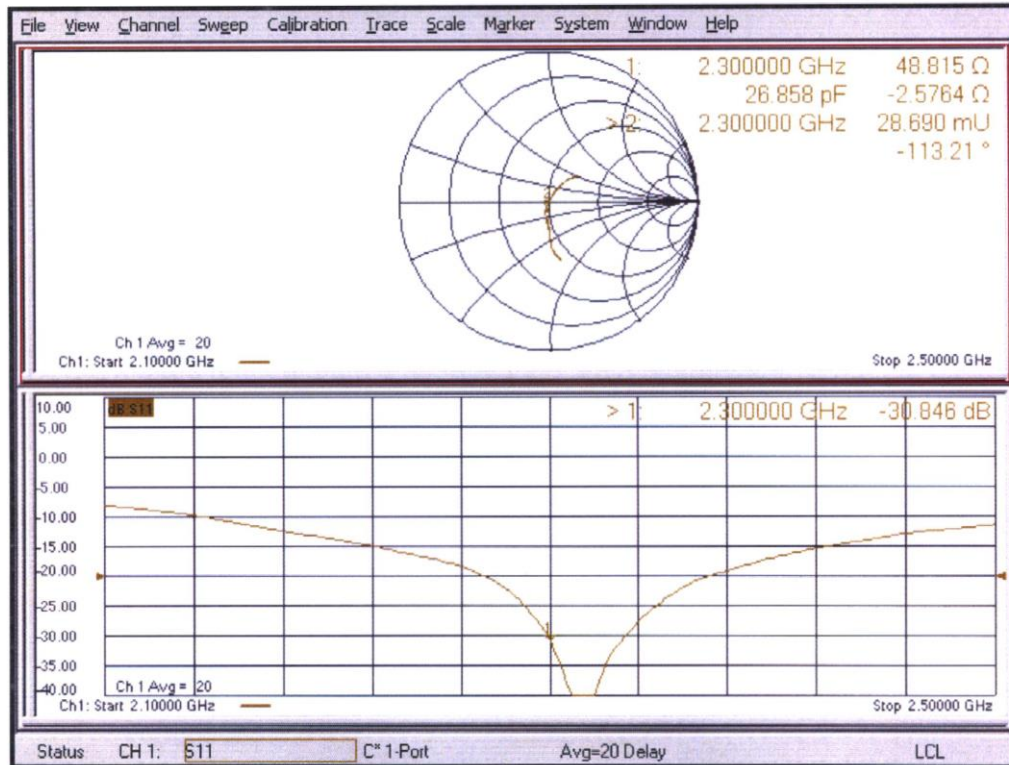 File View Channel Sweep Calibration Trace Scale Marker System Window Help
1: 2.300000 GHz 48.815 Ω
26.858 pF -2.5764 Ω
> 2: 2.300000 GHz 28.690 mU
-113.21 °
Ch 1 Avg = 20
Ch1: Start 2.10000 GHz Stop 2.50000 GHz
10.00 dB S11 > 1: 2.300000 GHz -30.846 dB
5.00
0.00
-5.00
-10.00
-15.00
-20.00
-25.00
-30.00 1
-35.00
-40.00 Ch 1 Avg = 20
Ch1: Start 2.10000 GHz Stop 2.50000 GHz
Status CH 1: S11 C* 1-Port Avg=20 Delay LCL